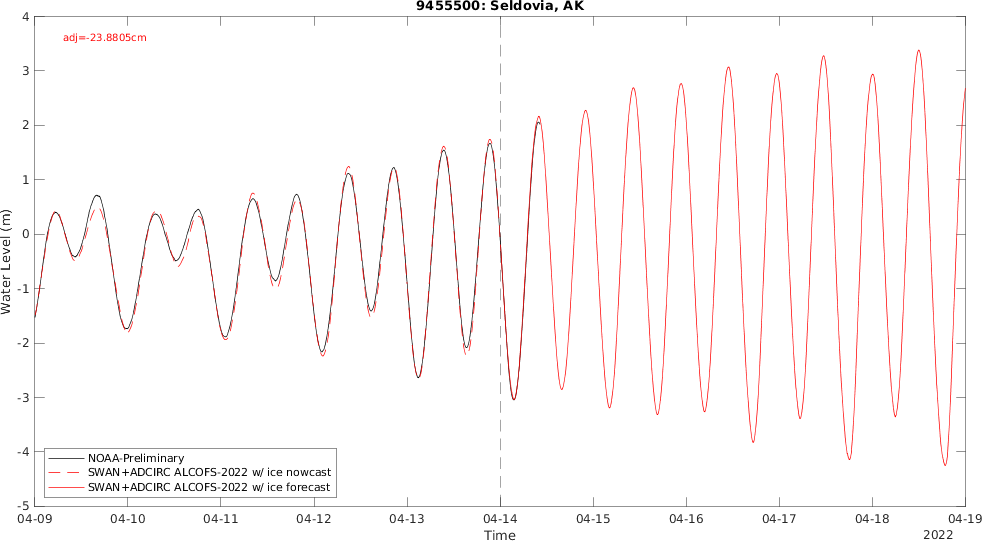 9455500: Seldovia, AK
adj=-23.8805cm
4
3
2
1
0
-1
-2
-3
-4
-5
Water Level (m)
NOAA-Preliminary
SWAN+ADCIRC ALCOFS-2022 w/ ice nowcast
SWAN+ADCIRC ALCOFS-2022 w/ ice forecast
04-09 04-10 04-11 04-12 04-13 04-14 04-15 04-16 04-17 04-18 04-19
Time
2022